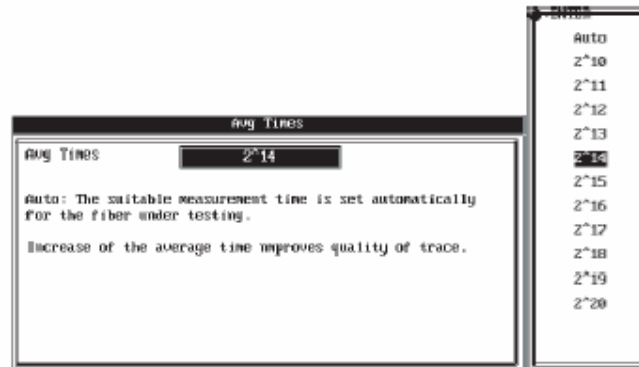 Avg Times
Avg Times 2^14
Auto: The suitable measurement time is set automatically
for the fiber under testing.
Increase of the average time improves quality of trace.
Auto
2^10
2^11
2^12
2^13
2^14
2^15
2^16
2^17
2^18
2^19
2^20